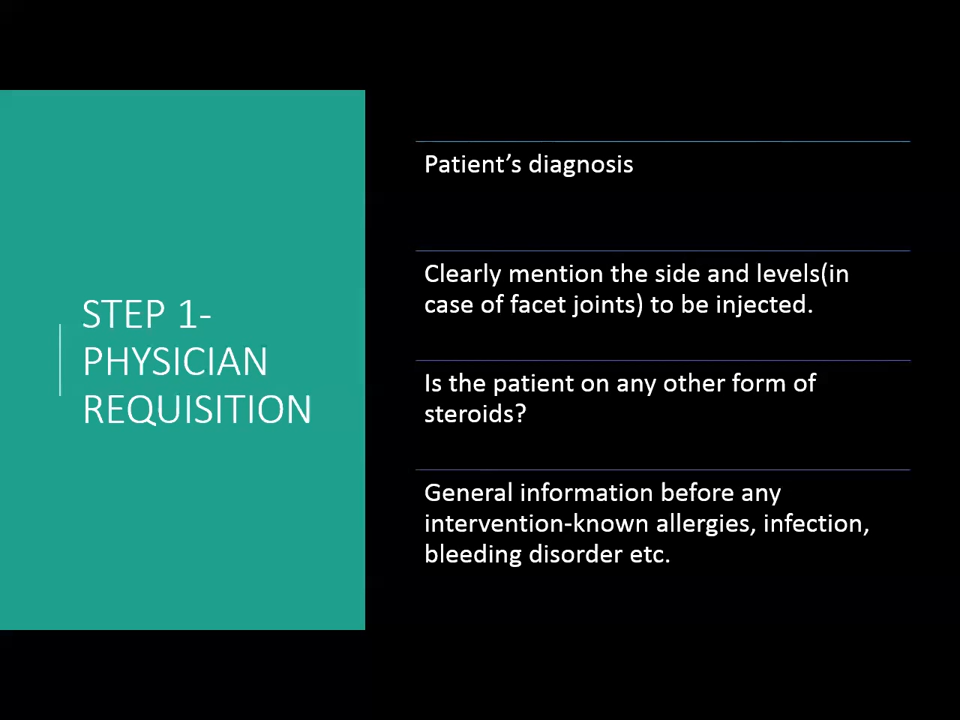 STEP 1-
PHYSICIAN
REQUISITION
Patient's diagnosis
Clearly mention the side and levels(in
case of facet joints) to be injected.
Is the patient on any other form of
steroids?
General information before any
intervention-known allergies, infection,
bleeding disorder etc.